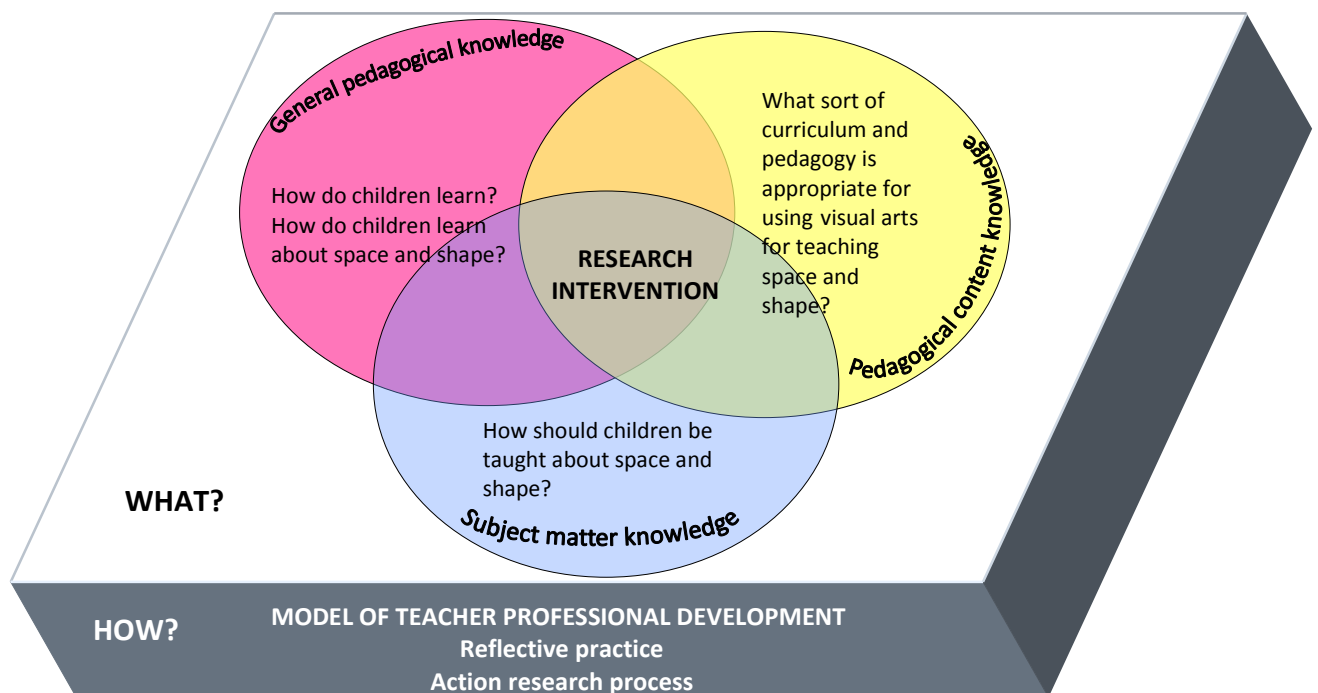 General pedagogical knowledge
How do children learn?
How do children learn
about space and shape?
What sort of
curriculum and
pedagogy is
appropriate for
using visual arts
for teaching
space and
shape?
Pedagogical content knowledge
RESEARCH
INTERVENTION
How should children be
taught about space and
shape?
Subject matter knowledge
WHAT?
HOW?
MODEL OF TEACHER PROFESSIONAL DEVELOPMENT
Reflective practice
Action research process